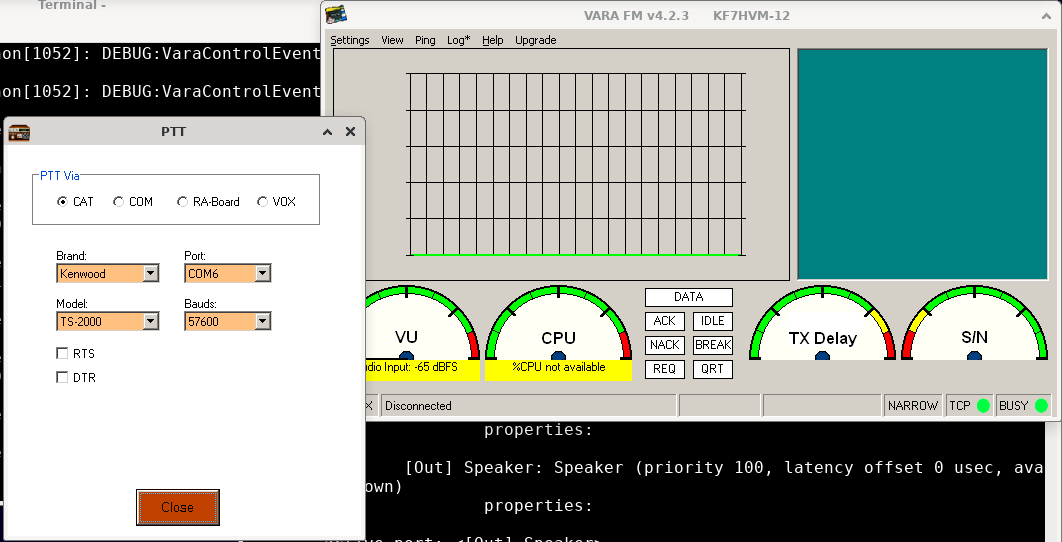 Terminal -
on[1052]: DEBUG:VaraControlEvent
on[1052]: DEBUG:VaraControlEvent
VARA FM v4.2.3 KF7HVM-12
Settings View Ping Log* Help Upgrade
PTT
PTT Via
CAT COM RA-Board VOX
Brand: Port:
Kenwood COM6
Model: Bauds:
TS-2000 57600
RTS
DTR
Close
VU
dio Input: -65 dBFS
CPU
%CPU not available
DATA
ACK IDLE
NACK BREAK
REQ QRT
TX Delay
S/N
X Disconnected NARROW TCP BUSY
properties:
[Out] Speaker: Speaker (priority 100, latency offset 0 usec, ava
own)
properties: